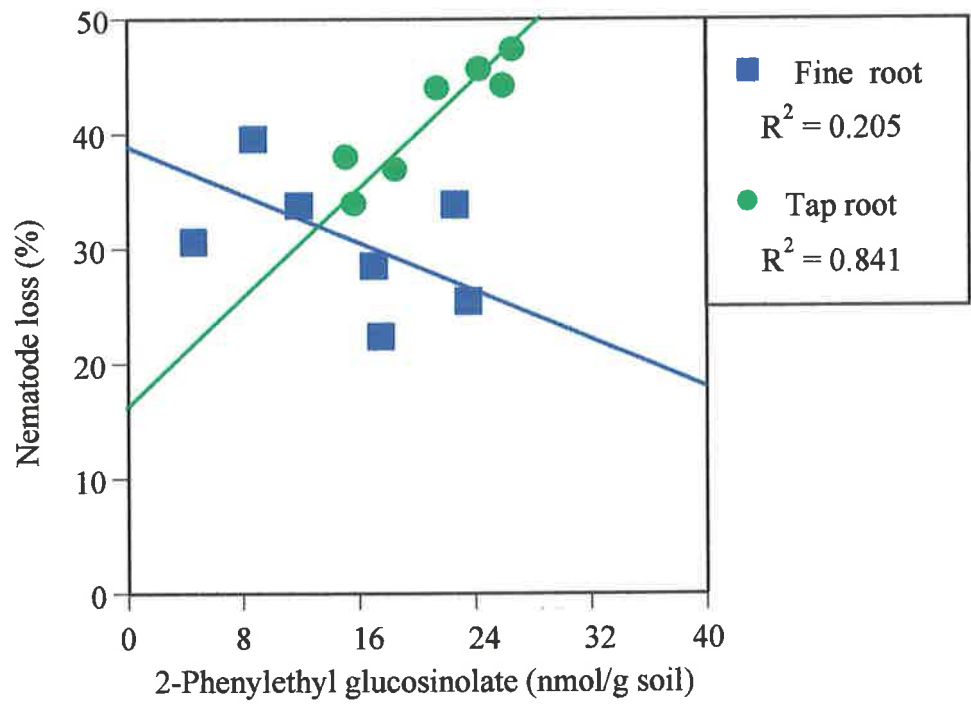 50
40
30
20
10
0
Nematode loss (%)
0 8 16 24 32 40
2-Phenylethyl glucosinolate (nmol/g soil)
Fine root
R² = 0.205
Tap root
R² = 0.841